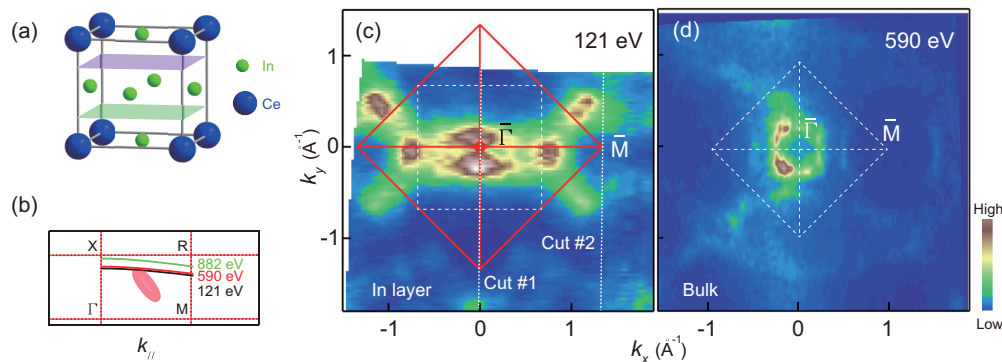 (a)
In
Ce
(b)
X
R
882 eV
590 eV
121 eV
Γ
M
k//
(c)
121 eV
1
0
-1
ky (Å-1)
Γ̅
M̅
Cut #2
Cut #1
In layer
-1
0
1
(d)
590 eV
Γ̅
M̅
Bulk
-1
0
1
kx (Å-1)
High
Low